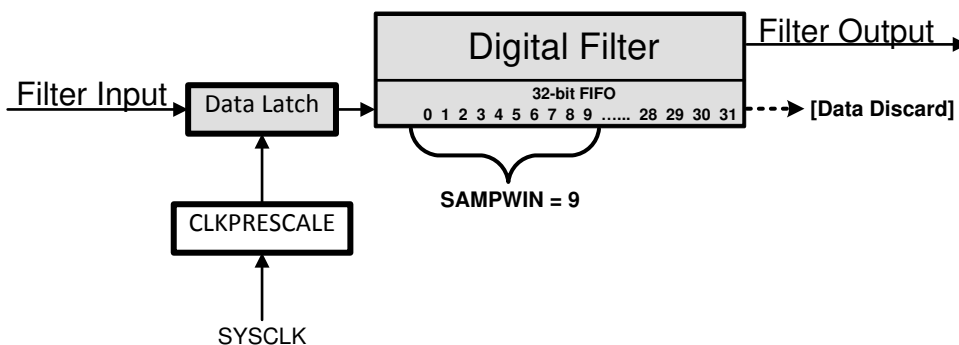 Digital Filter
Filter Output
Filter Input
Data Latch
32-bit FIFO
0 1 2 3 4 5 6 7 8 9 ...... 28 29 30 31
[Data Discard]
SAMPWIN = 9
CLKPRESCALE
SYSCLK